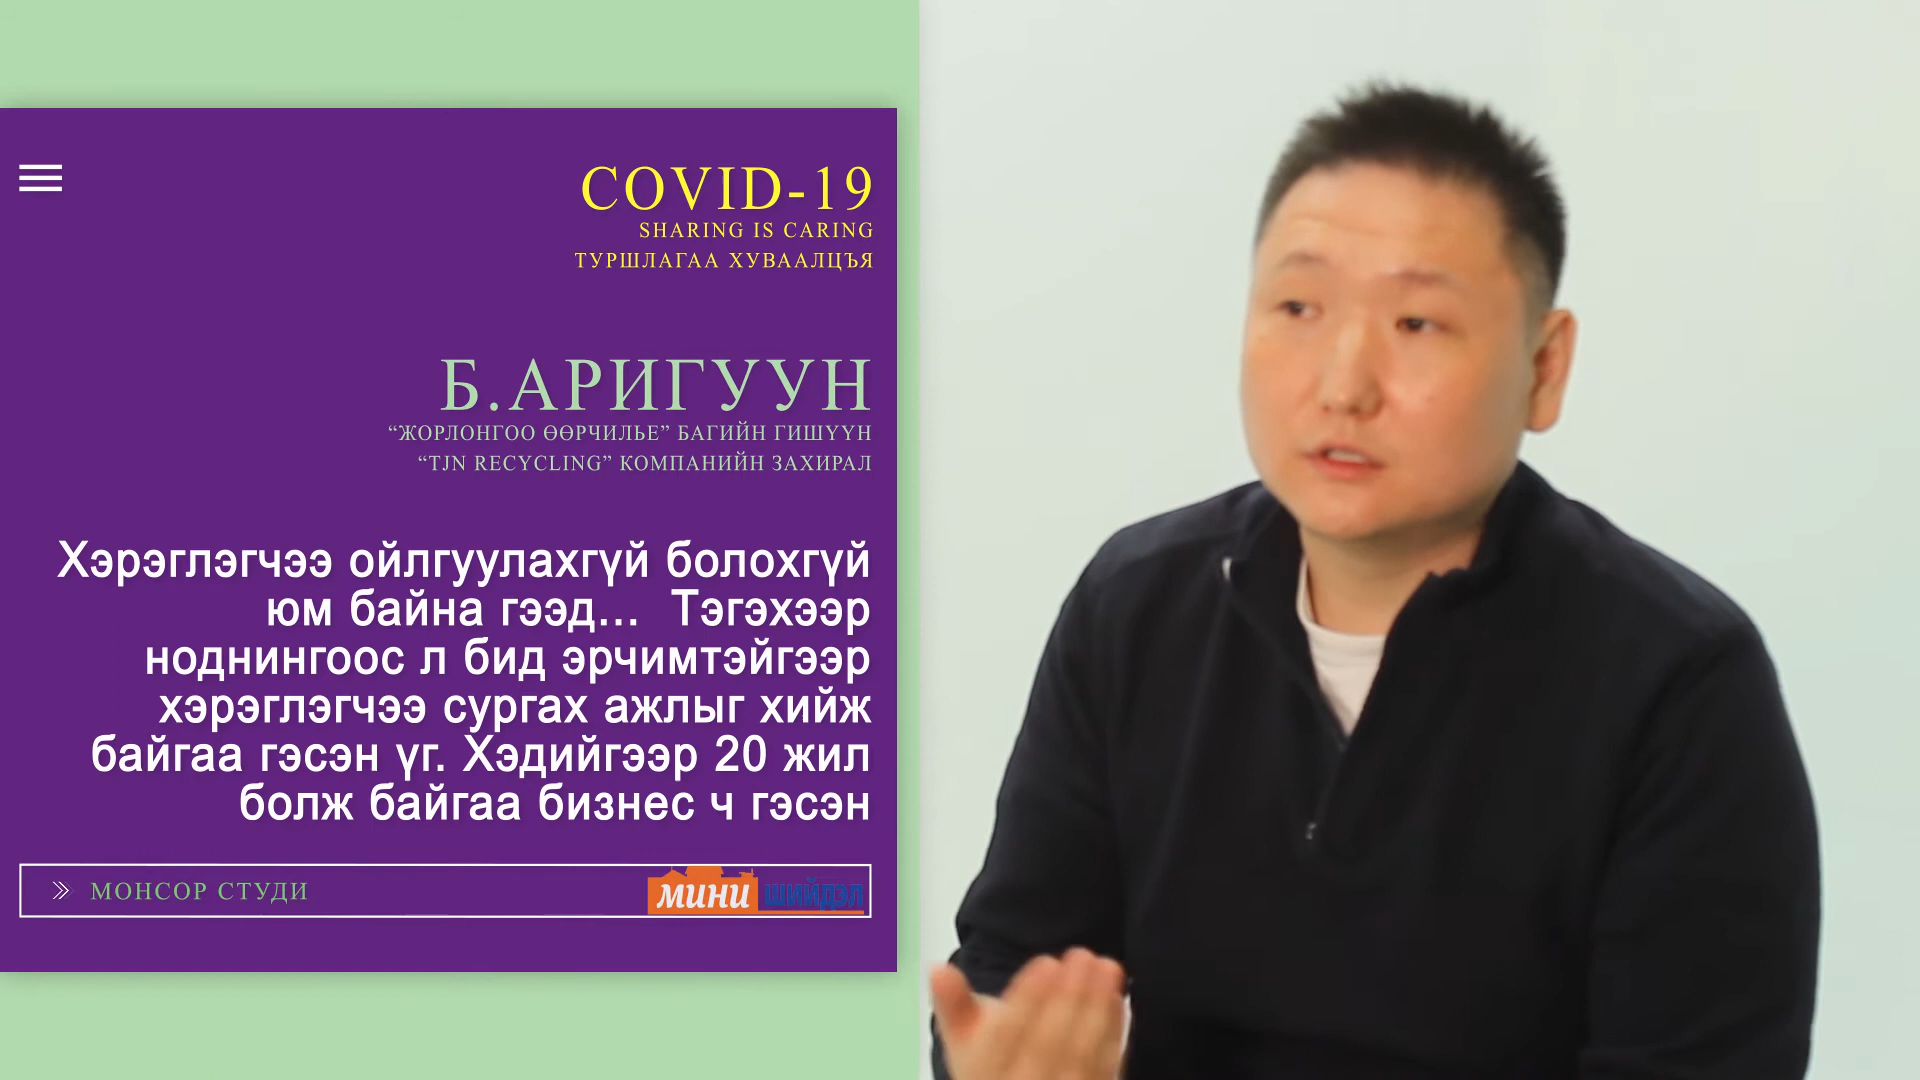 COVID-19
SHARING IS CARING
ТУРШЛАГАА ХУВААЛЦЪЯ
Б.АРИГУУН
“ЖОРЛОНГОО ӨӨРЧИЛЬЕ” БАГИЙН ГИШҮҮН
“TJN RECYCLING” КОМПАНИЙН ЗАХИРАЛ
Хэрэглэгчээ ойлгуулахгүй болохгүй
юм байна гээд... Тэгэхээр
ноднингоос л бид эрчимтэйгээр
хэрэглэгчээ сургах ажлыг хийж
байгаа гэсэн үг. Хэдийгээр 20 жил
болж байгаа бизнес ч гэсэн
МОНСОР СТУДИ
мини шийдэл